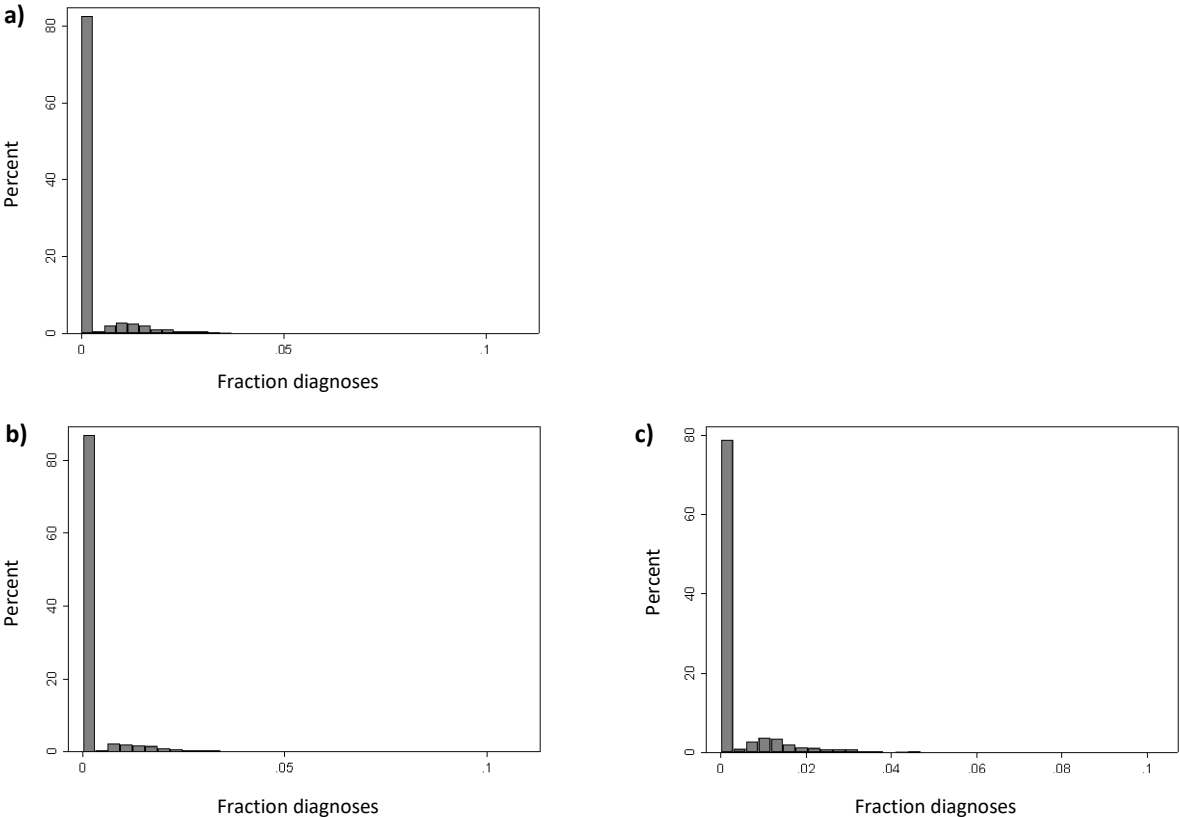 a)
80
60
40
20
0
Percent
0 .05 .1
Fraction diagnoses
b)
80
60
40
20
0
Percent
0 .05 .1
Fraction diagnoses
c)
80
60
40
20
0
Percent
0 .02 .04 .06 .08 .1
Fraction diagnoses